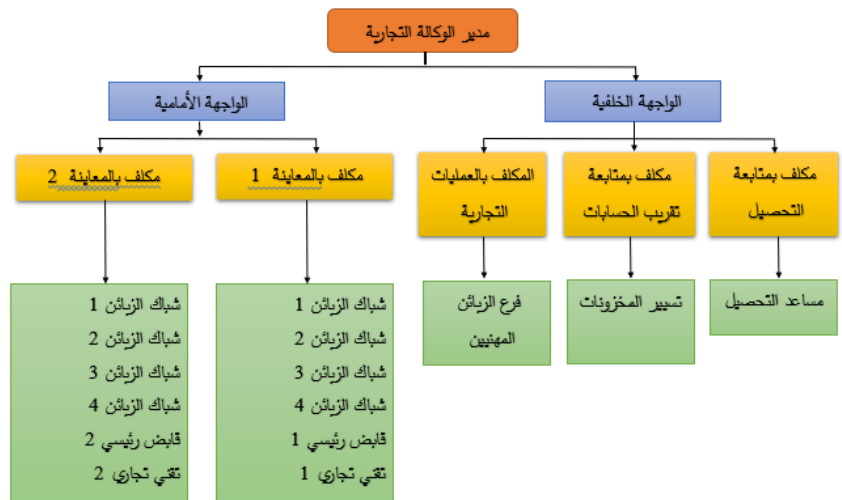 مدير الوكالة التجارية
الواجهة الخلفية
الواجهة الأمامية
مكلف بمتابعة
التحصيل
مكلف بمتابعة
تقريب الحسابات
المكلف بالعمليات
التجارية
مكلف بالمعاينة 1
مكلف بالمعاينة 2
مساعد التحصيل
تسيير المخزونات
فرع الزبائن
المهنيين
شباك الزبائن 1
شباك الزبائن 2
شباك الزبائن 3
شباك الزبائن 4
قابض رئيسي 1
تقني تجاري 1
شباك الزبائن 1
شباك الزبائن 2
شباك الزبائن 3
شباك الزبائن 4
قابض رئيسي 2
تقني تجاري 2